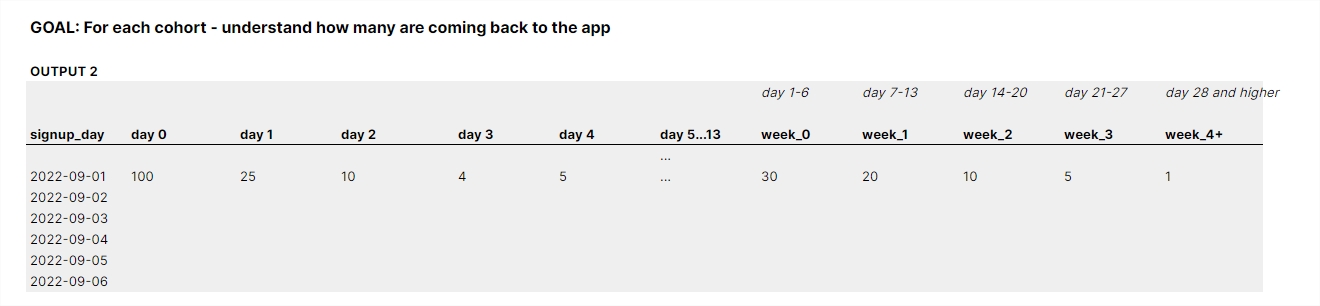 GOAL: For each cohort - understand how many are coming back to the app
OUTPUT 2
day 1-6 day 7-13 day 14-20 day 21-27 day 28 and higher
signup_day day 0 day 1 day 2 day 3 day 4 day 5...13 week_0 week_1 week_2 week_3 week_4+
...
2022-09-01 100 25 10 4 5 ... 30 20 10 5 1
2022-09-02
2022-09-03
2022-09-04
2022-09-05
2022-09-06